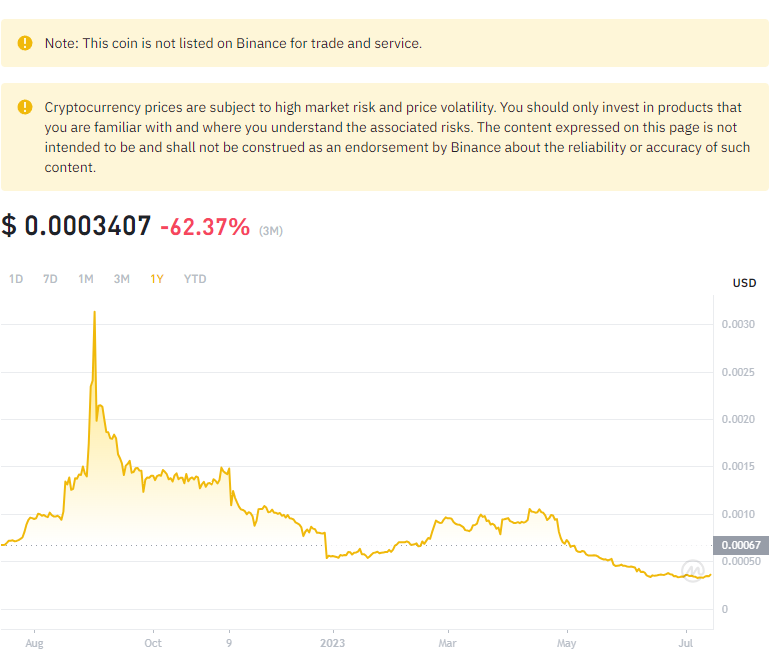 Note: This coin is not listed on Binance for trade and service.
Cryptocurrency prices are subject to high market risk and price volatility. You should only invest in products that
you are familiar with and where you understand the associated risks. The content expressed on this page is not
intended to be and shall not be construed as an endorsement by Binance about the reliability or accuracy of such
content.
$ 0.0003407 -62.37% (3M)
1D 7D 1M 3M 1Y YTD
USD
0.0030
0.0025
0.0020
0.0015
0.0010
0.00067
0.00050
0
Aug Oct 9 2023 Mar May Jul